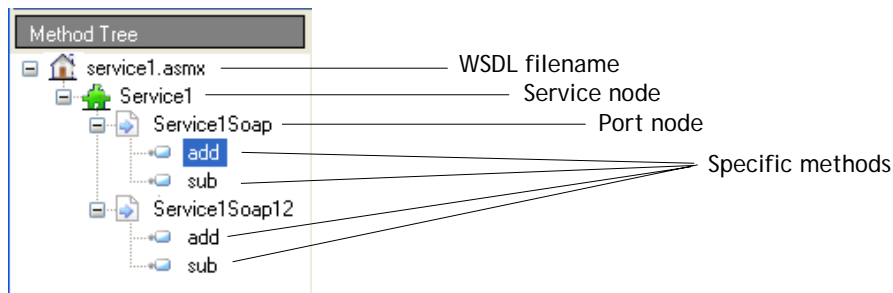 Method Tree
service1.asmx WSDL filename
Service1 Service node
Service1Soap Port node
add
Specific methods
sub
Service1Soap12
add
sub